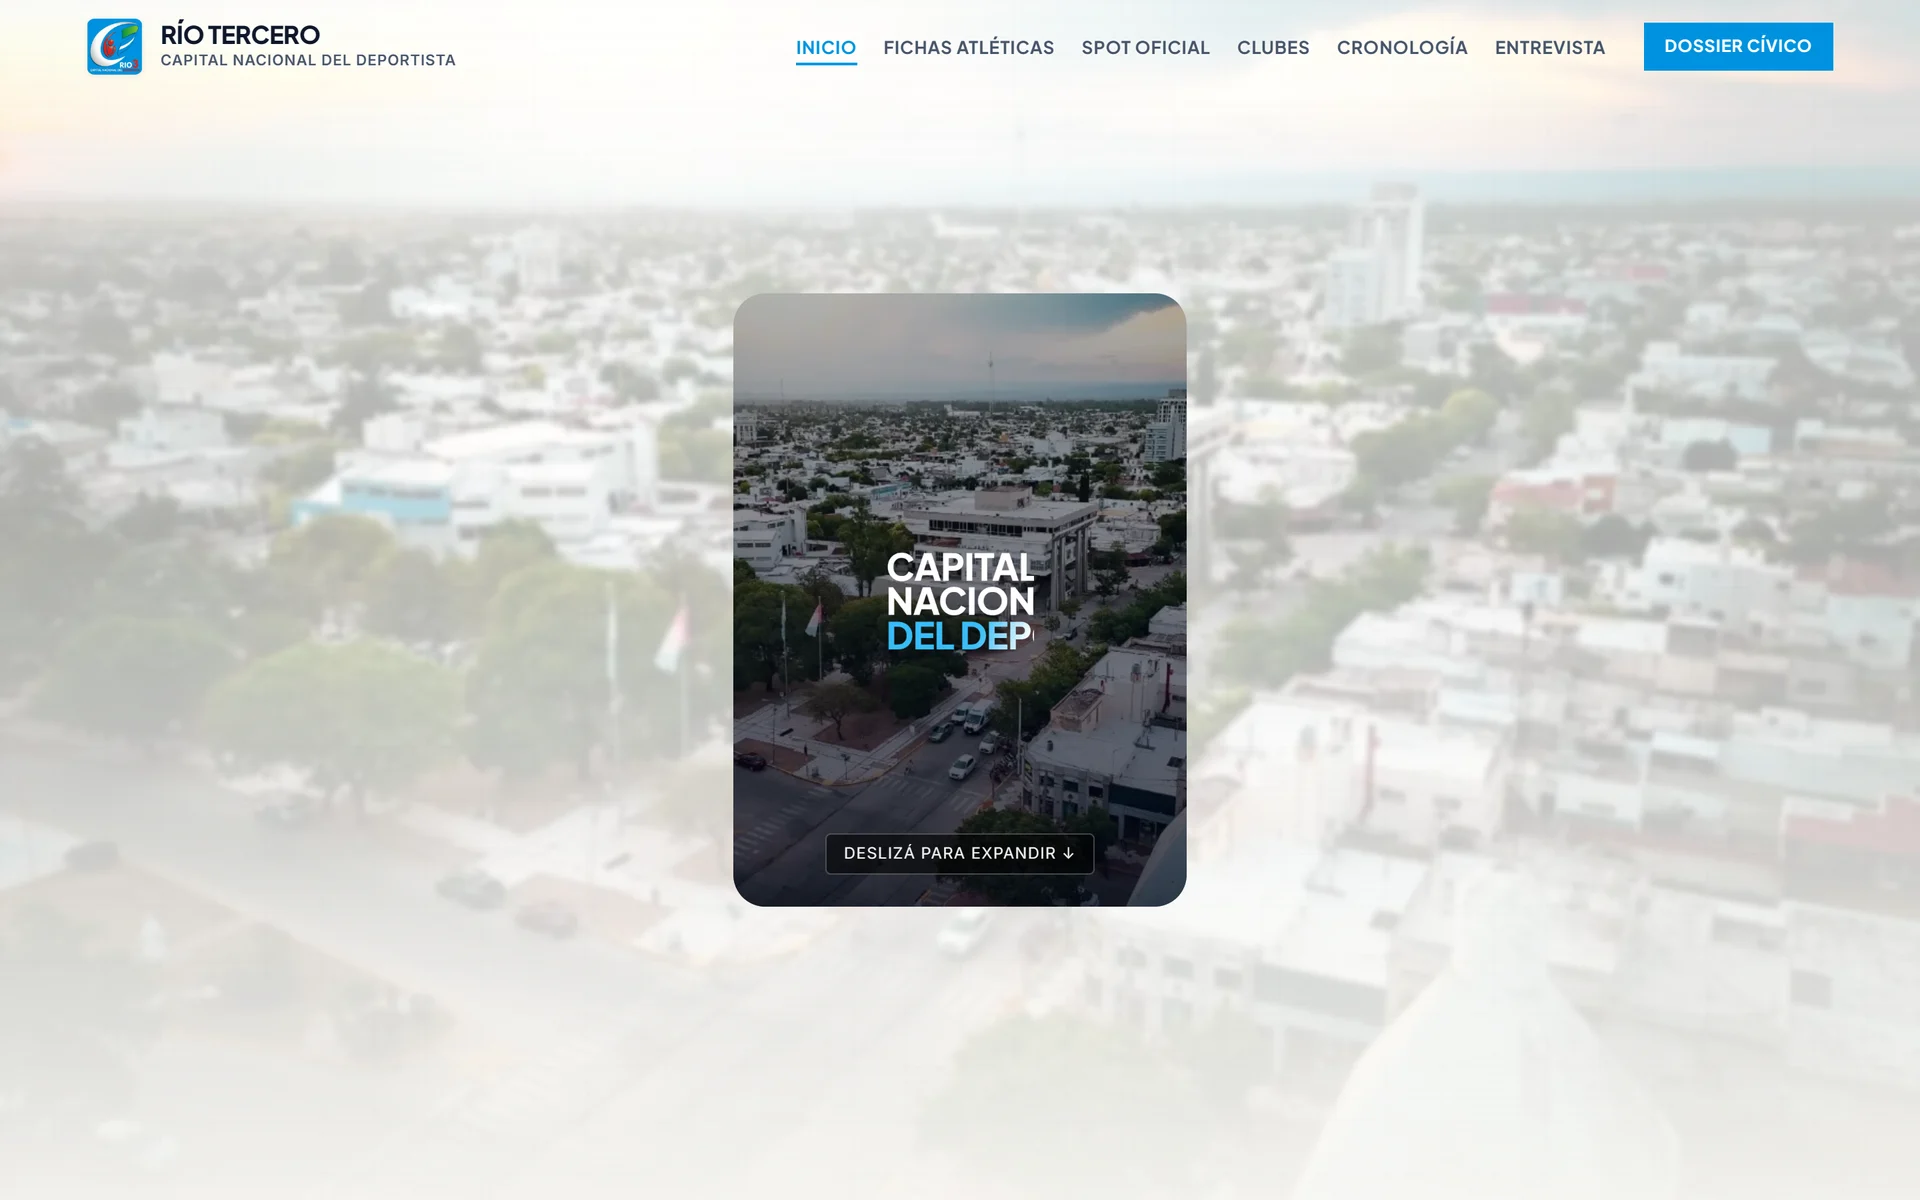 RÍO TERCERO
CAPITAL NACIONAL DEL DEPORTISTA
INICIO
FICHAS ATLÉTICAS
SPOT OFICIAL
CLUBES
CRONOLOGÍA
ENTREVISTA
DOSSIER CÍVICO
CAPITAL
NACION
DEL DEP
DESLIZÁ PARA EXPANDIR ↓